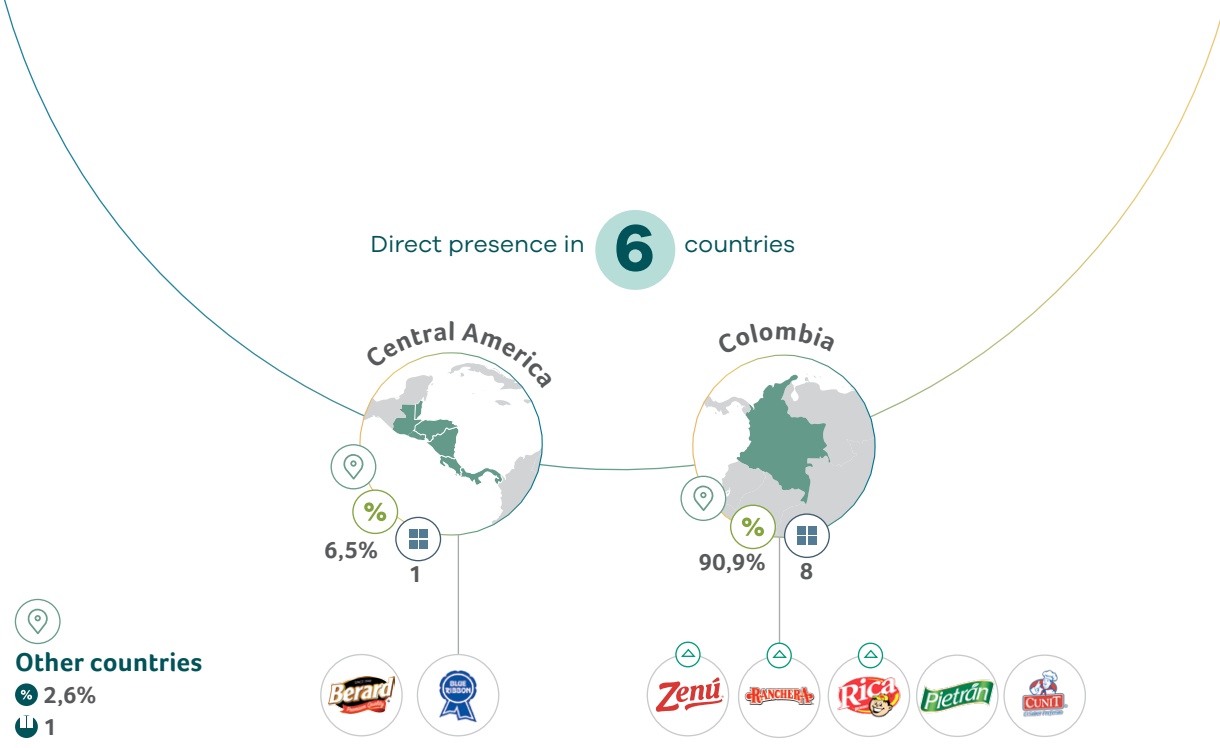 Direct presence in 6 countries
Central America
Colombia
%
6,5%
1
%
90,9%
8
Other countries
% 2,6%
1
Berard
BLUE RIBBON
Zenú
RANCHERA
Rica
Pietrán
CUNIT